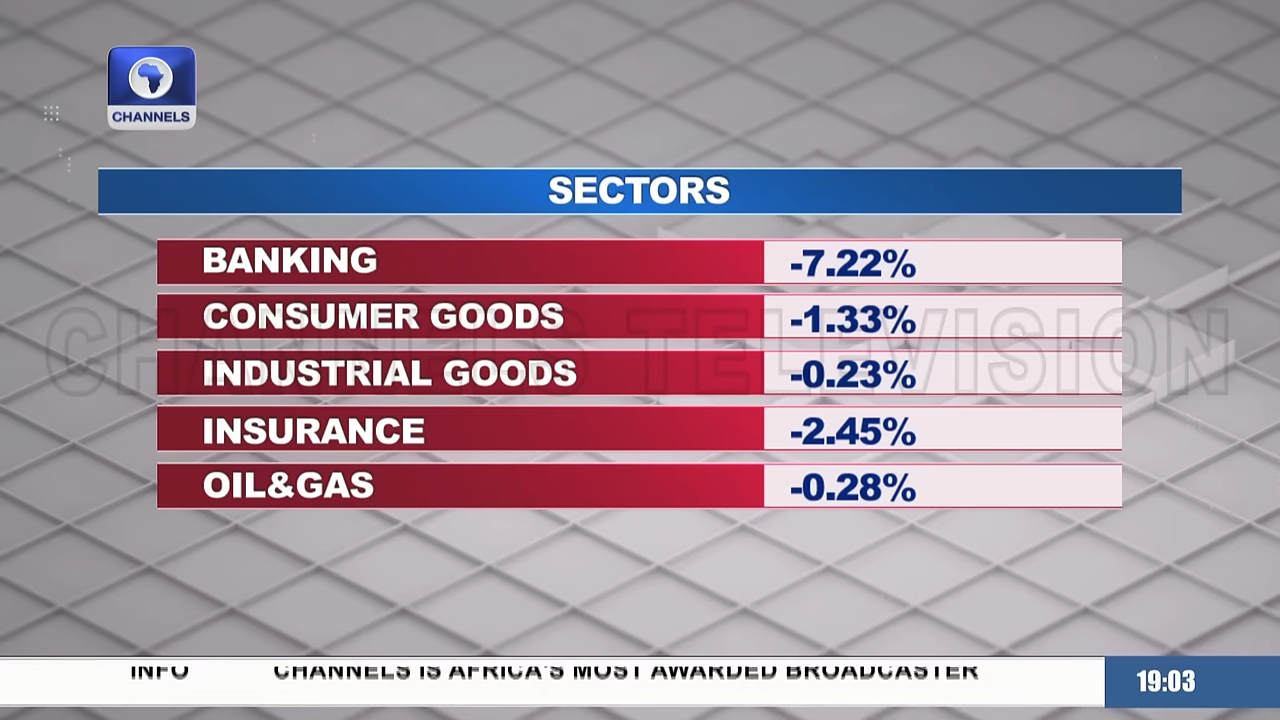 CHANNELS
SECTORS
BANKING -7.22%
CONSUMER GOODS -1.33%
CHANNELS TELEVISION
INDUSTRIAL GOODS -0.23%
INSURANCE -2.45%
OIL&GAS -0.28%
INFO CHANNELS IS AFRICA'S MOST AWARDED BROADCASTER
19:03